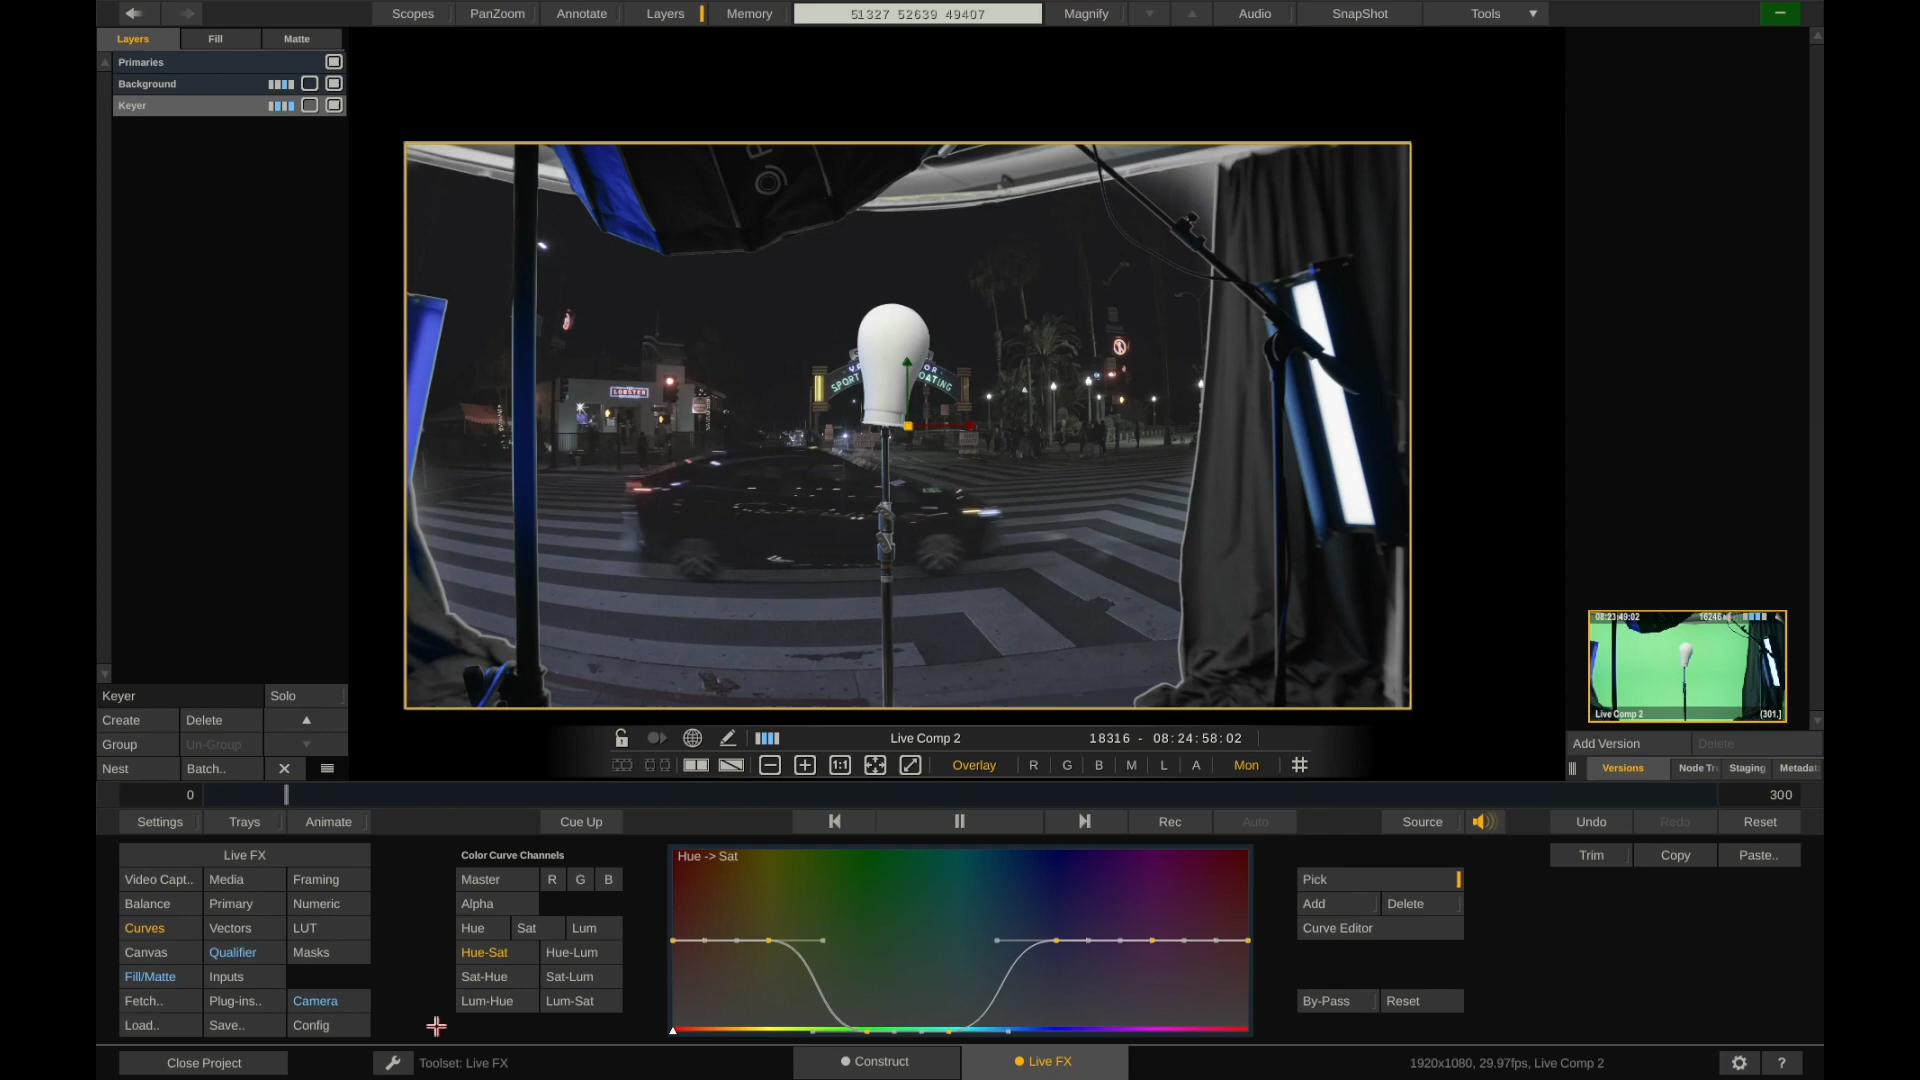 Scopes PanZoom Annotate Layers Memory 51327 52639 49407 Magnify Audio SnapShot Tools
Layers Fill Matte
Primaries
Background
Keyer
SPORT OATING
LOBSTER
08:23:49:02 16246
Live Comp 2 (301.]
Keyer Solo
Create Delete
Group Un-Group
Nest Batch..
Live Comp 2 18316 - 08:24:58:02
1:1 Overlay R G B M L A Mon
Add Version Delete
Versions Node Tr Staging Metada
0 300
Settings Trays Animate Cue Up Rec Auto Source Undo Redo Reset
Live FX
Video Capt.. Media Framing
Balance Primary Numeric
Curves Vectors LUT
Canvas Qualifier Masks
Fill/Matte Inputs
Fetch.. Plug-ins.. Camera
Load.. Save.. Config
Color Curve Channels
Master R G B
Alpha
Hue Sat Lum
Hue-Sat Hue-Lum
Sat-Hue Sat-Lum
Lum-Hue Lum-Sat
Hue -> Sat
Pick
Add Delete
Curve Editor
By-Pass Reset
Trim Copy Paste..
Close Project Toolset: Live FX Construct Live FX 1920x1080, 29.97fps, Live Comp 2 ?